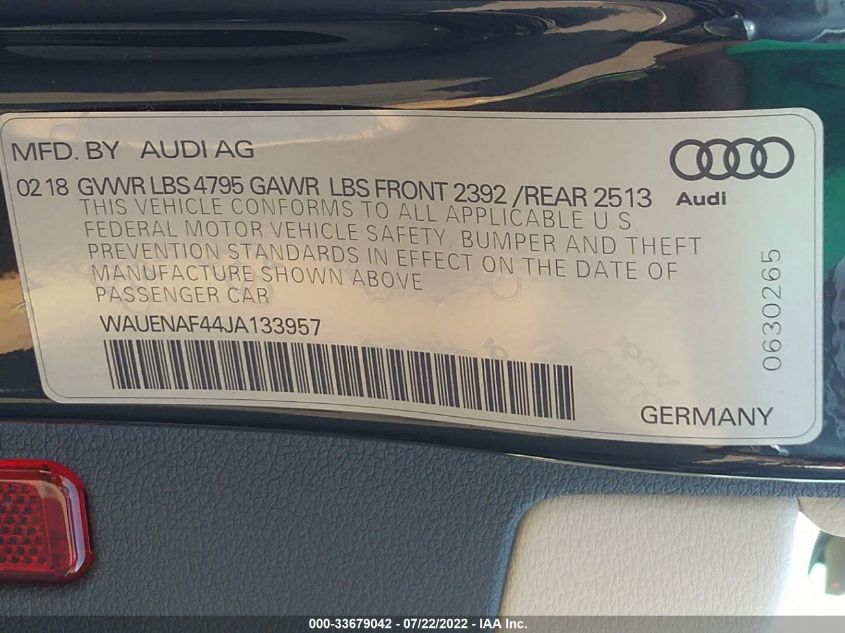 MFD. BY AUDI AG
02 18 GVWR LBS 4795 GAWR LBS FRONT 2392 /REAR 2513
Audi
THIS VEHICLE CONFORMS TO ALL APPLICABLE U.S.
FEDERAL MOTOR VEHICLE SAFETY, BUMPER AND THEFT
PREVENTION STANDARDS IN EFFECT ON THE DATE OF
MANUFACTURE SHOWN ABOVE
PASSENGER CAR
WAUENAF44JA133957
0630265
GERMANY
000-33679042 - 07/22/2022 - IAA Inc.